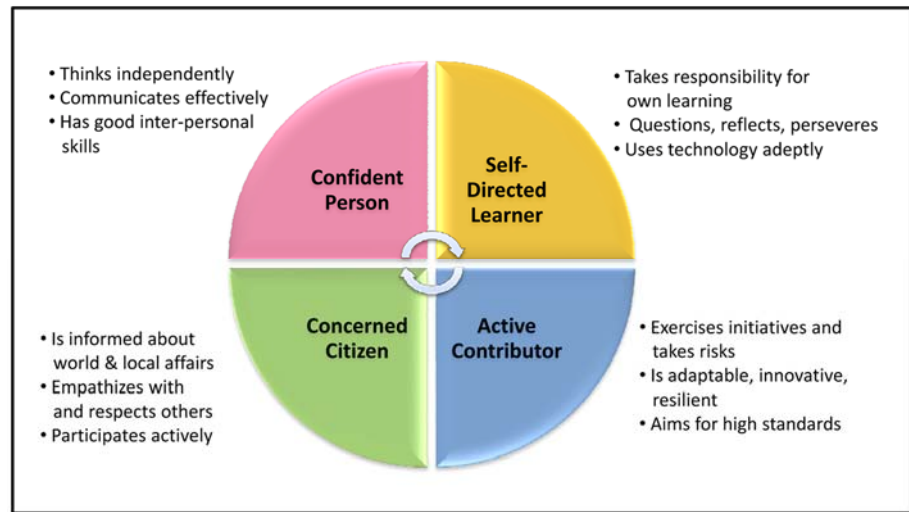 • Thinks independently
• Communicates effectively
• Has good inter-personal
skills
Confident
Person
• Takes responsibility for
own learning
• Questions, reflects, perseveres
• Uses technology adeptly
Self-
Directed
Learner
• Is informed about
world & local affairs
• Empathizes with
and respects others
• Participates actively
Concerned
Citizen
Active
Contributor
• Exercises initiatives and
takes risks
• Is adaptable, innovative,
resilient
• Aims for high standards